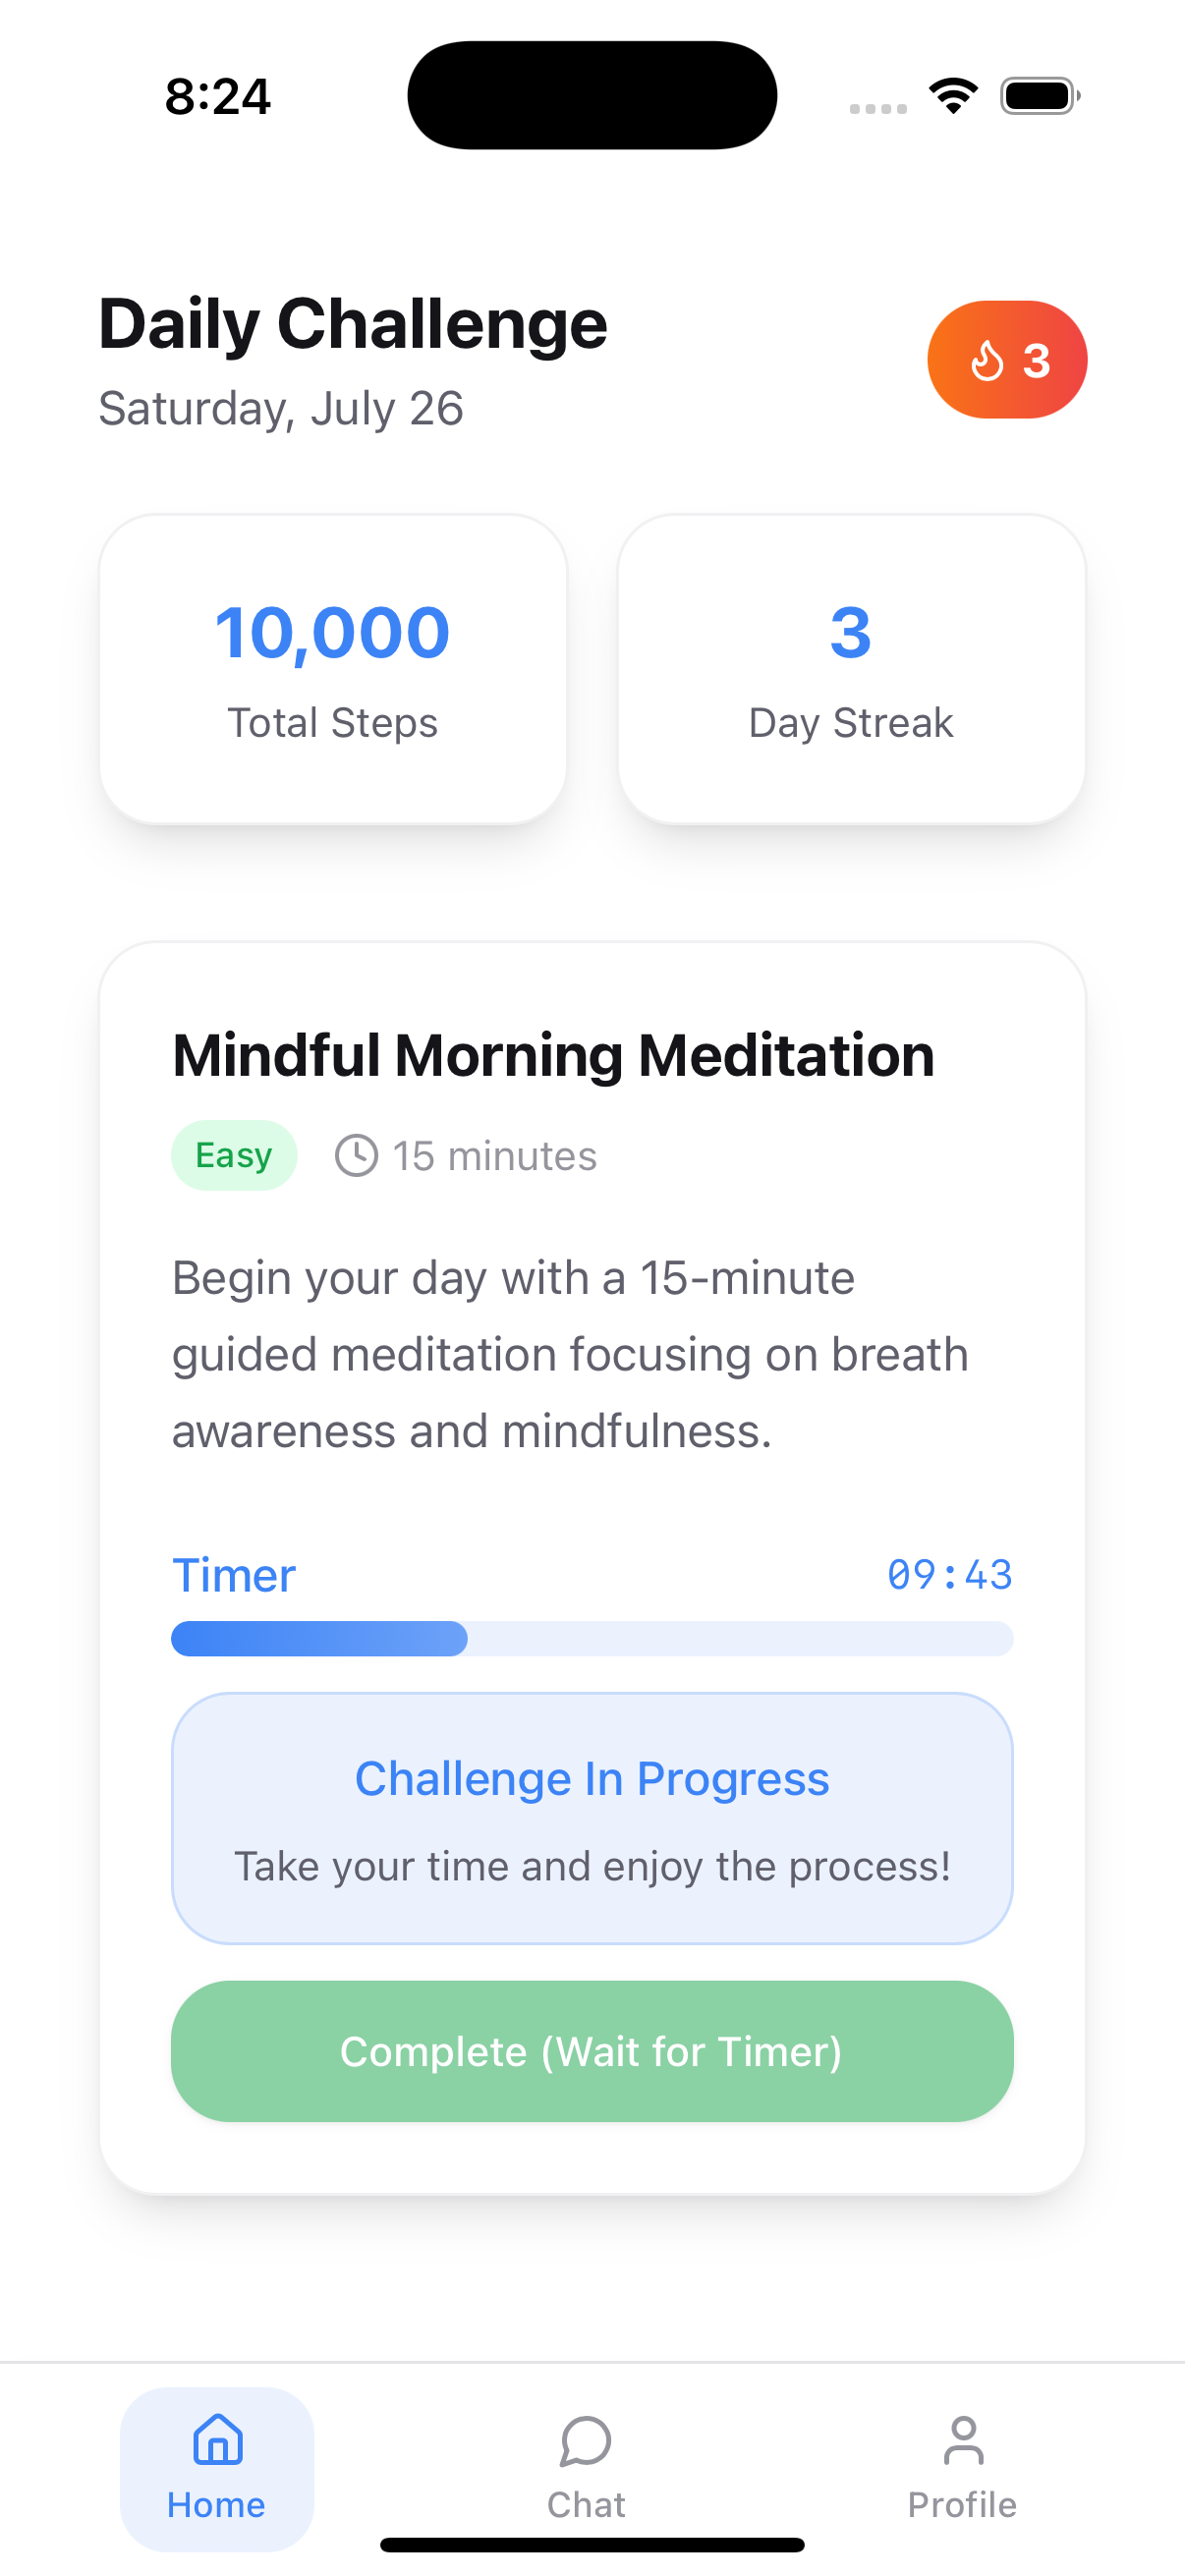 8:24
Daily Challenge
Saturday, July 26
3
10,000
Total Steps
3
Day Streak
Mindful Morning Meditation
Easy
15 minutes
Begin your day with a 15-minute
guided meditation focusing on breath
awareness and mindfulness.
Timer
09:43
Challenge In Progress
Take your time and enjoy the process!
Complete (Wait for Timer)
Home
Chat
Profile